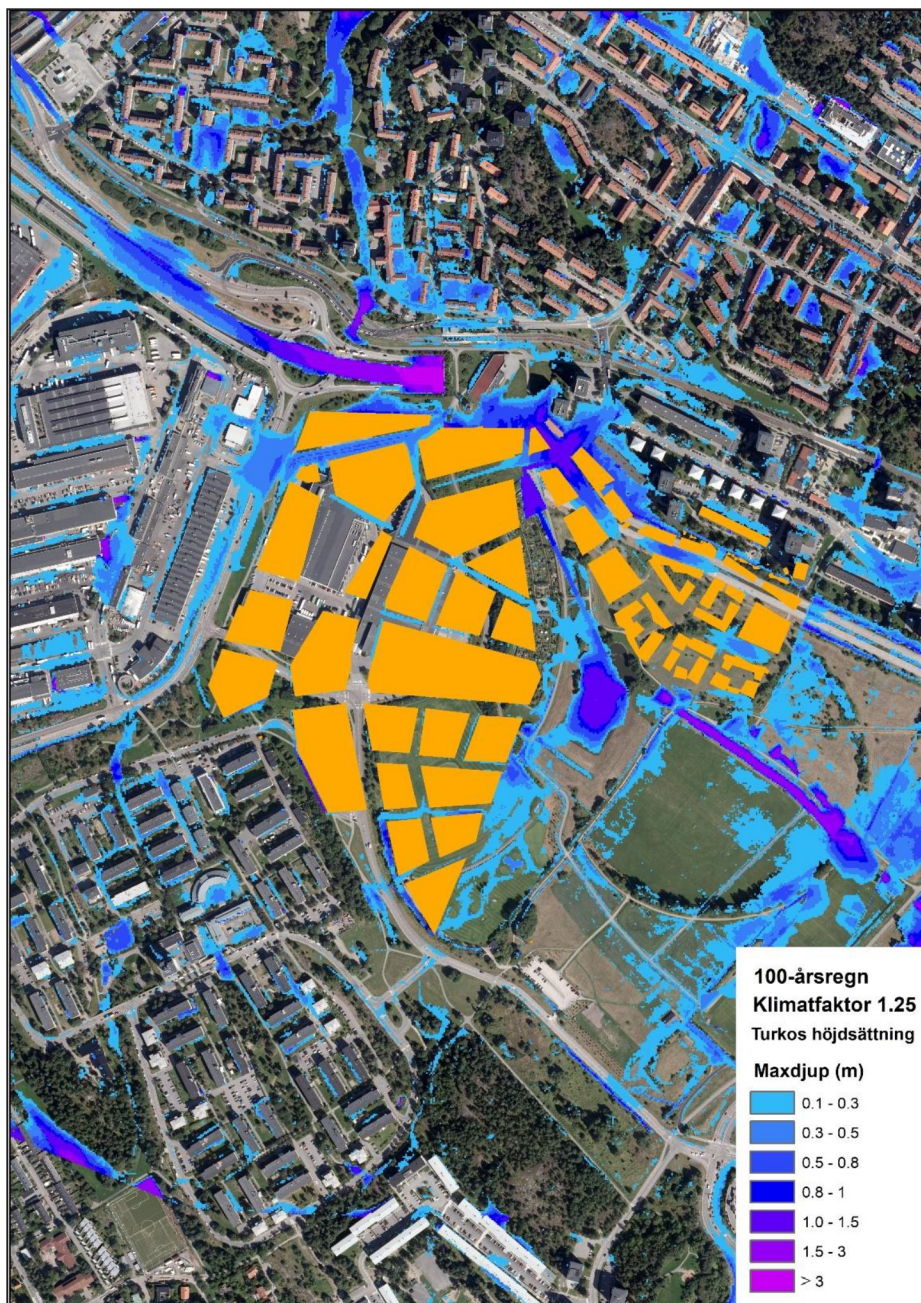 100-årsregn
Klimatfaktor 1.25
Turkos höjdsättning
Maxdjup (m)
0.1 - 0.3
0.3 - 0.5
0.5 - 0.8
0.8 - 1
1.0 - 1.5
1.5 - 3
> 3